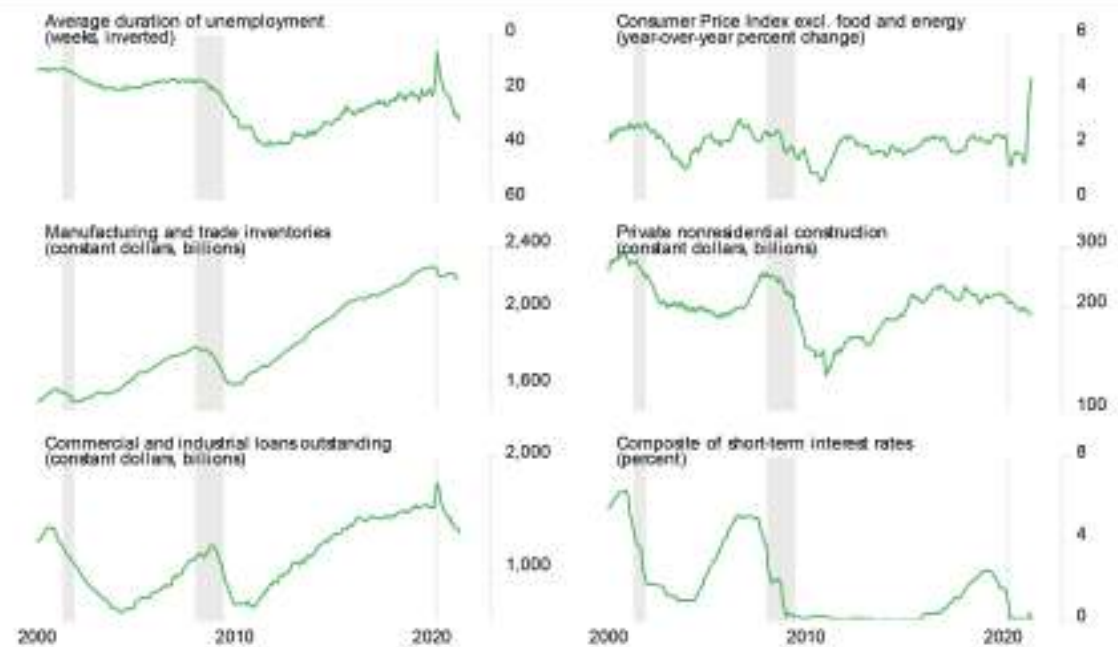 Average duration of unemployment
(weeks, inverted)
0
20
40
60
Consumer Price Index excl. food and energy
(year-over-year percent change)
6
4
2
0
Manufacturing and trade inventories
(constant dollars, billions)
2,400
2,000
1,600
Private nonresidential construction
(constant dollars, billions)
300
200
100
Commercial and industrial loans outstanding
(constant dollars, billions)
2,000
1,000
2000
2010
2020
Composite of short-term interest rates
(percent)
8
4
0
2000
2010
2020